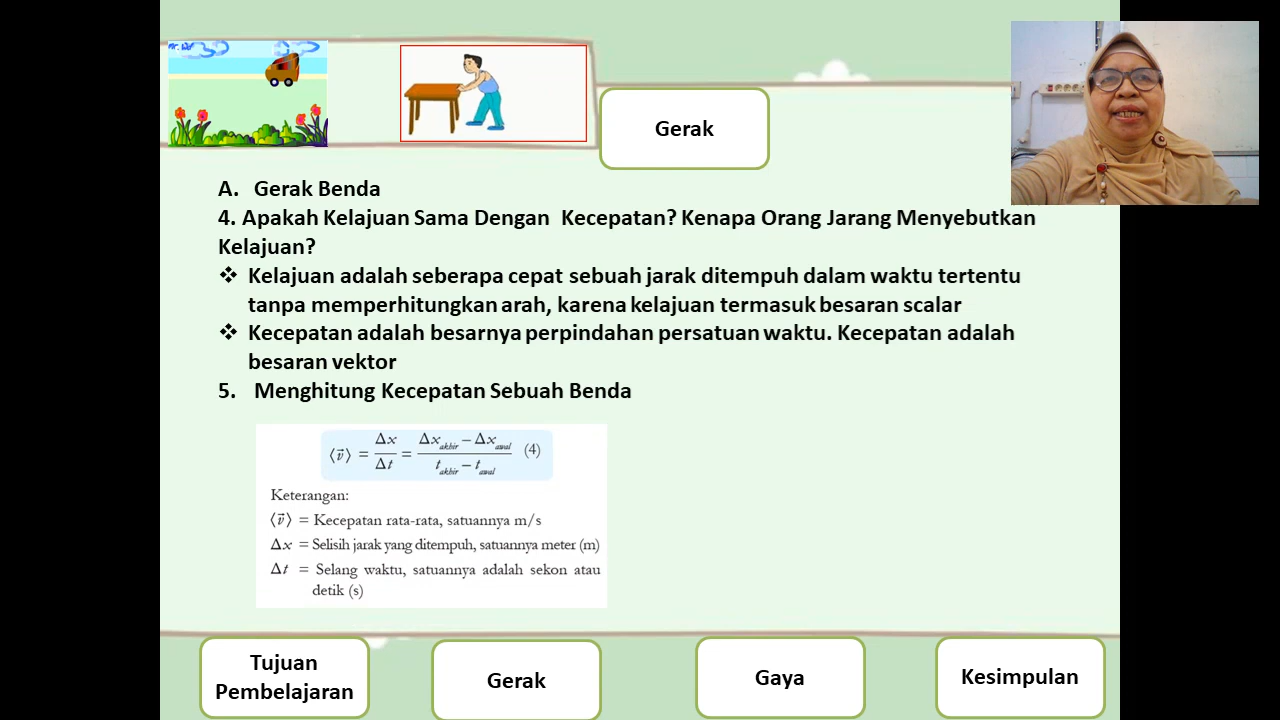 Gerak
A. Gerak Benda
4. Apakah Kelajuan Sama Dengan Kecepatan? Kenapa Orang Jarang Menyebutkan
Kelajuan?
❖ Kelajuan adalah seberapa cepat sebuah jarak ditempuh dalam waktu tertentu
tanpa memperhitungkan arah, karena kelajuan termasuk besaran scalar
❖ Kecepatan adalah besarnya perpindahan persatuan waktu. Kecepatan adalah
besaran vektor
5. Menghitung Kecepatan Sebuah Benda
⟨v⃗⟩ = Δx/Δt = (Δx_akhir − Δx_awal)/(t_akhir − t_awal) (4)
Keterangan:
⟨v⃗⟩ = Kecepatan rata-rata, satuannya m/s
Δx = Selisih jarak yang ditempuh, satuannya meter (m)
Δt = Selang waktu, satuannya adalah sekon atau
detik (s)
Tujuan
Pembelajaran
Gerak
Gaya
Kesimpulan